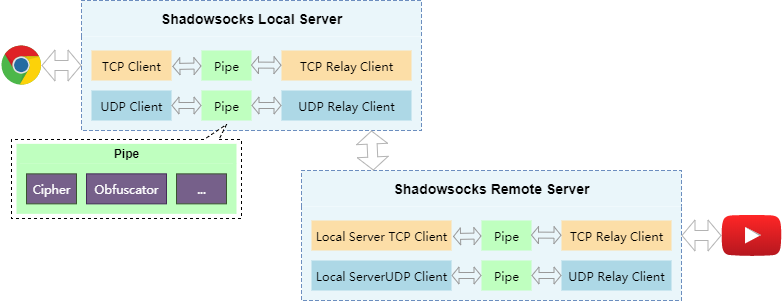 Shadowsocks Local Server
TCP Client Pipe TCP Relay Client
UDP Client Pipe UDP Relay Client
Pipe
Cipher Obfuscator ...
Shadowsocks Remote Server
Local Server TCP Client Pipe TCP Relay Client
Local ServerUDP Client Pipe UDP Relay Client